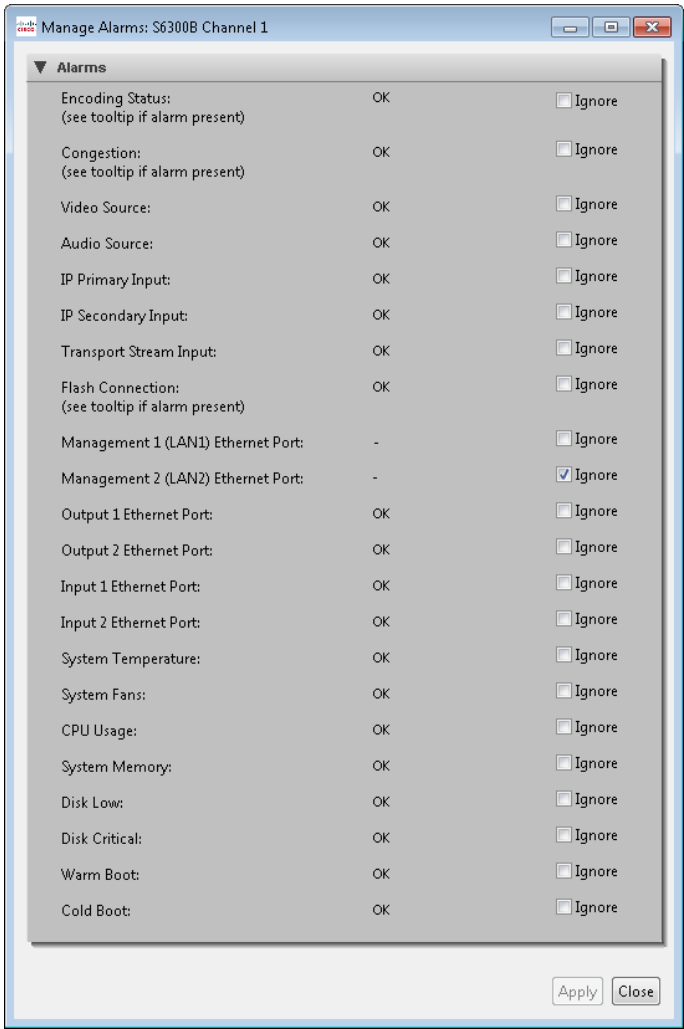 Manage Alarms: S6300B Channel 1
Alarms
Encoding Status: OK Ignore
(see tooltip if alarm present)
Congestion: OK Ignore
(see tooltip if alarm present)
Video Source: OK Ignore
Audio Source: OK Ignore
IP Primary Input: OK Ignore
IP Secondary Input: OK Ignore
Transport Stream Input: OK Ignore
Flash Connection: OK Ignore
(see tooltip if alarm present)
Management 1 (LAN1) Ethernet Port: - Ignore
Management 2 (LAN2) Ethernet Port: - Ignore
Output 1 Ethernet Port: OK Ignore
Output 2 Ethernet Port: OK Ignore
Input 1 Ethernet Port: OK Ignore
Input 2 Ethernet Port: OK Ignore
System Temperature: OK Ignore
System Fans: OK Ignore
CPU Usage: OK Ignore
System Memory: OK Ignore
Disk Low: OK Ignore
Disk Critical: OK Ignore
Warm Boot: OK Ignore
Cold Boot: OK Ignore
Apply Close